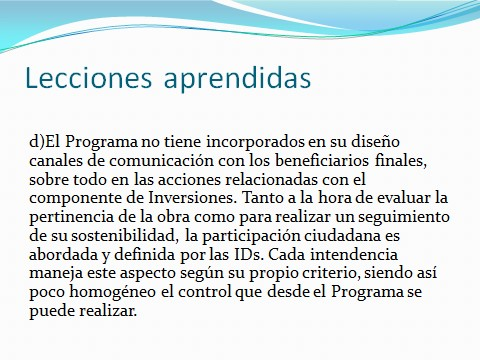 Lecciones aprendidas
d)El Programa no tiene incorporados en su diseño
canales de comunicación con los beneficiarios finales,
sobre todo en las acciones relacionadas con el
componente de Inversiones. Tanto a la hora de evaluar la
pertinencia de la obra como para realizar un seguimiento
de su sostenibilidad, la participación ciudadana es
abordada y definida por las IDs. Cada intendencia
maneja este aspecto según su propio criterio, siendo así
poco homogéneo el control que desde el Programa se
puede realizar.